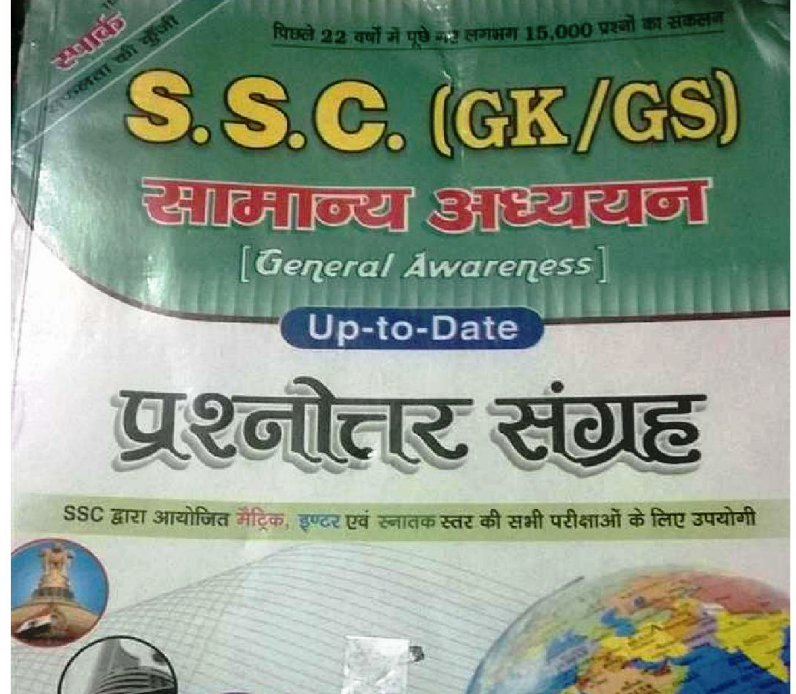 स्पार्क
सफलता की कुँजी
पिछले 22 वर्षों में पूछे गए लगभग 15,000 प्रश्नों का संकलन
S.S.C. (GK/GS)
सामान्य अध्ययन
[General Awareness]
Up-to-Date
प्रश्नोत्तर संग्रह
SSC द्वारा आयोजित मैट्रिक, इण्टर एवं स्नातक स्तर की सभी परीक्षाओं के लिए उपयोगी